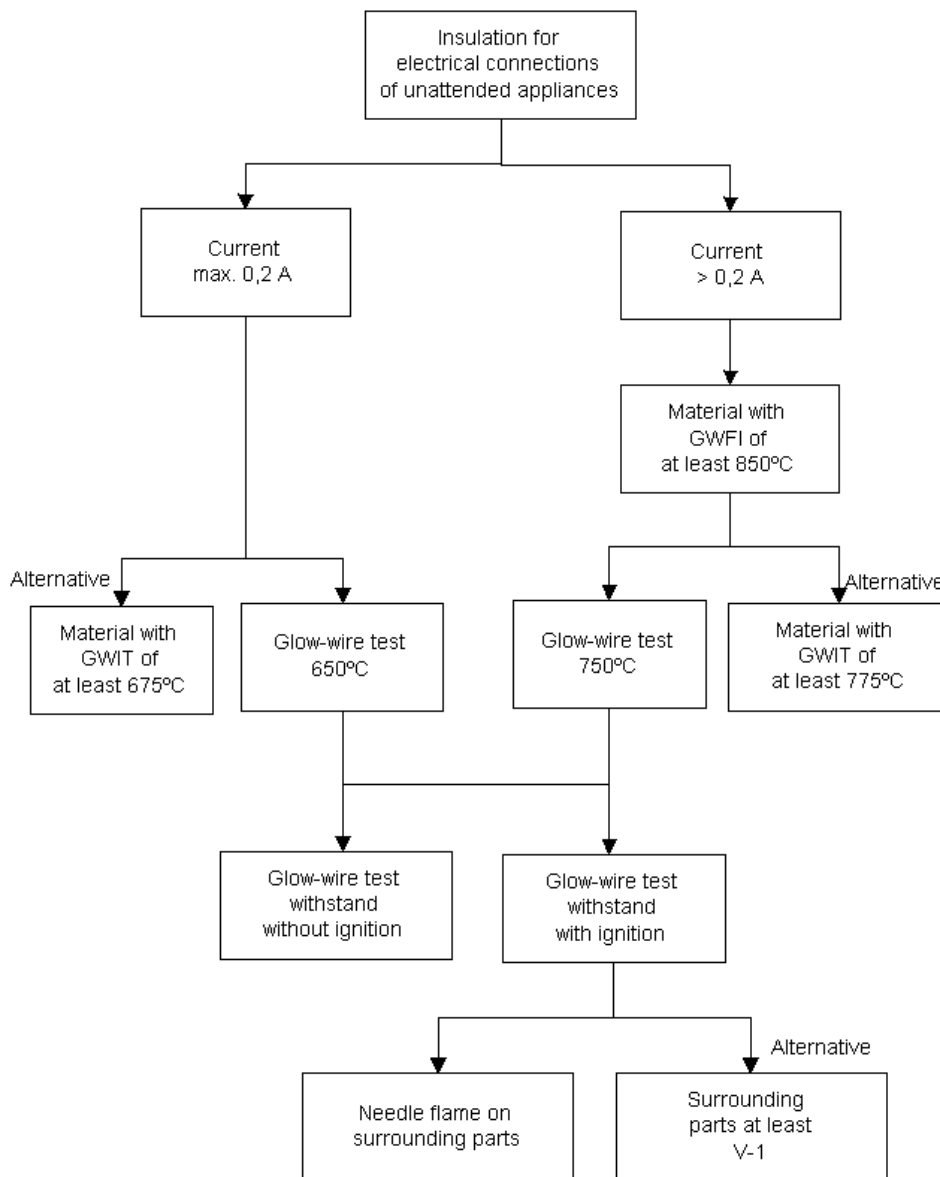 Insulation for
electrical connections
of unattended appliances
Current
max. 0,2 A
Current
> 0,2 A
Material with
GWFI of
at least 850ºC
Alternative
Alternative
Material with
GWIT of
at least 675ºC
Glow-wire test
650ºC
Glow-wire test
750ºC
Material with
GWIT of
at least 775ºC
Glow-wire test
withstand
without ignition
Glow-wire test
withstand
with ignition
Alternative
Needle flame on
surrounding parts
Surrounding
parts at least
V-1